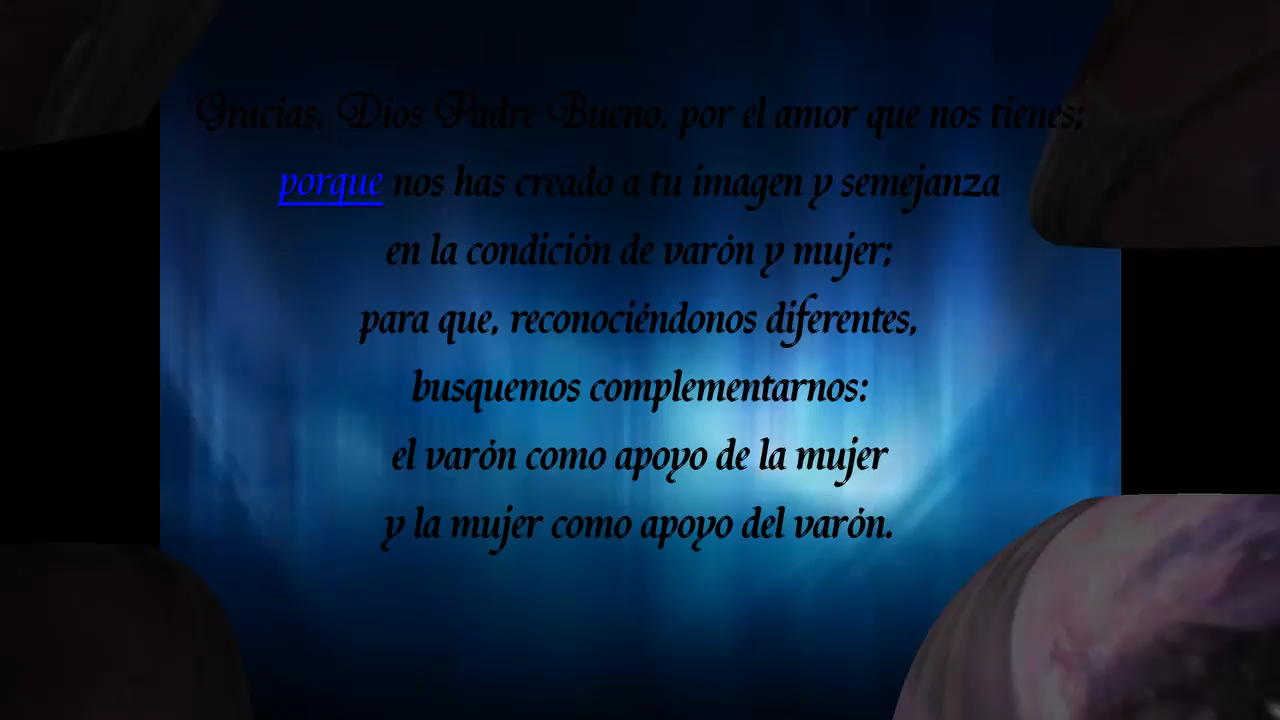 Gracias, Dios Padre Bueno, por el amor que nos tienes;
porque nos has creado a tu imagen y semejanza
en la condición de varón y mujer;
para que, reconociéndonos diferentes,
busquemos complementarnos:
el varón como apoyo de la mujer
y la mujer como apoyo del varón.